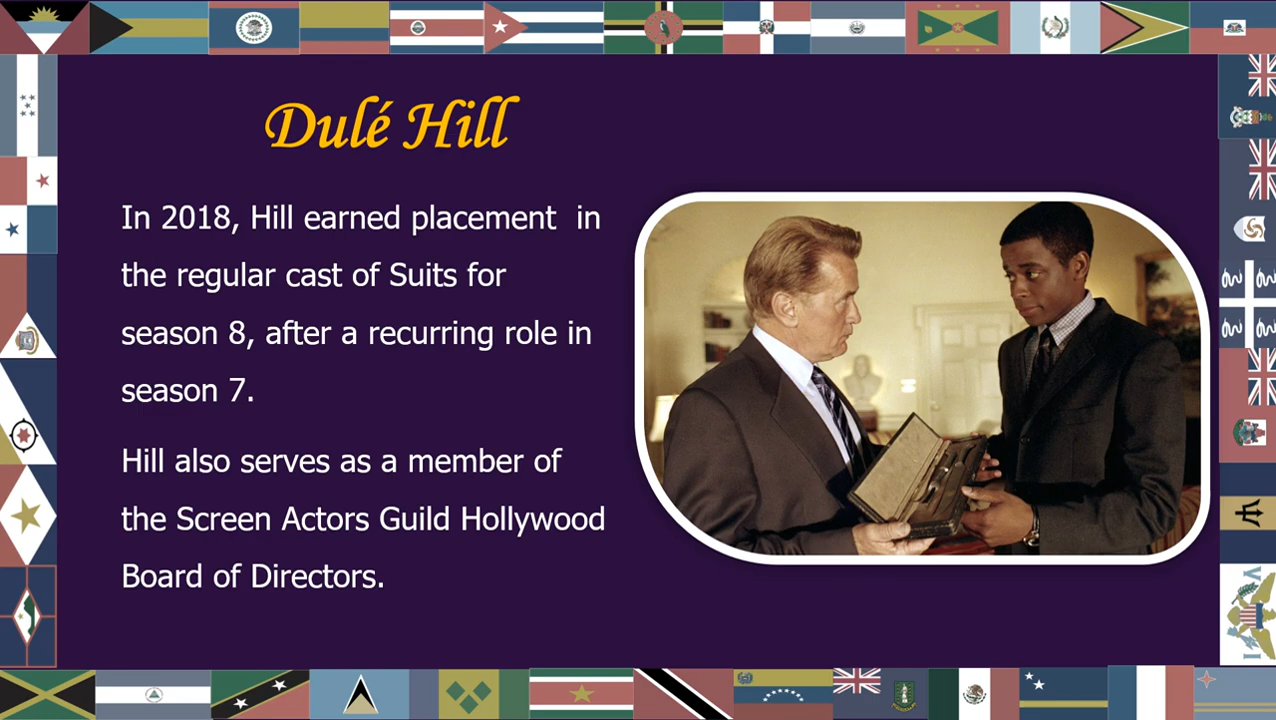 Dulé Hill
In 2018, Hill earned placement  in
the regular cast of Suits for
season 8, after a recurring role in
season 7.
Hill also serves as a member of
the Screen Actors Guild Hollywood
Board of Directors.
V I